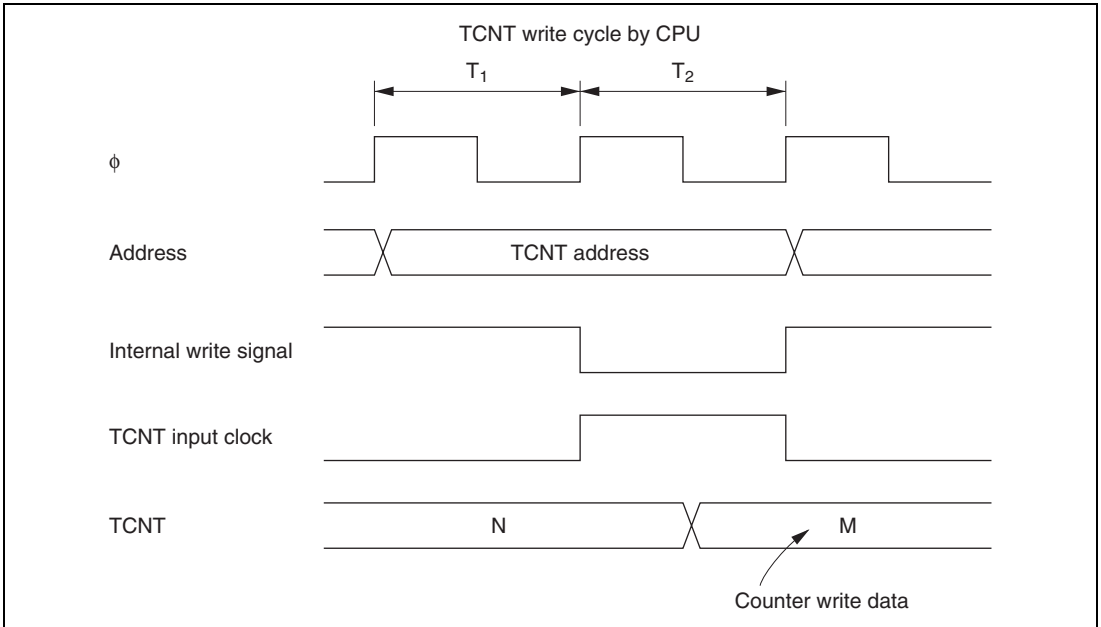 TCNT write cycle by CPU
T1 T2
ϕ
Address TCNT address
Internal write signal
TCNT input clock
TCNT N M
Counter write data